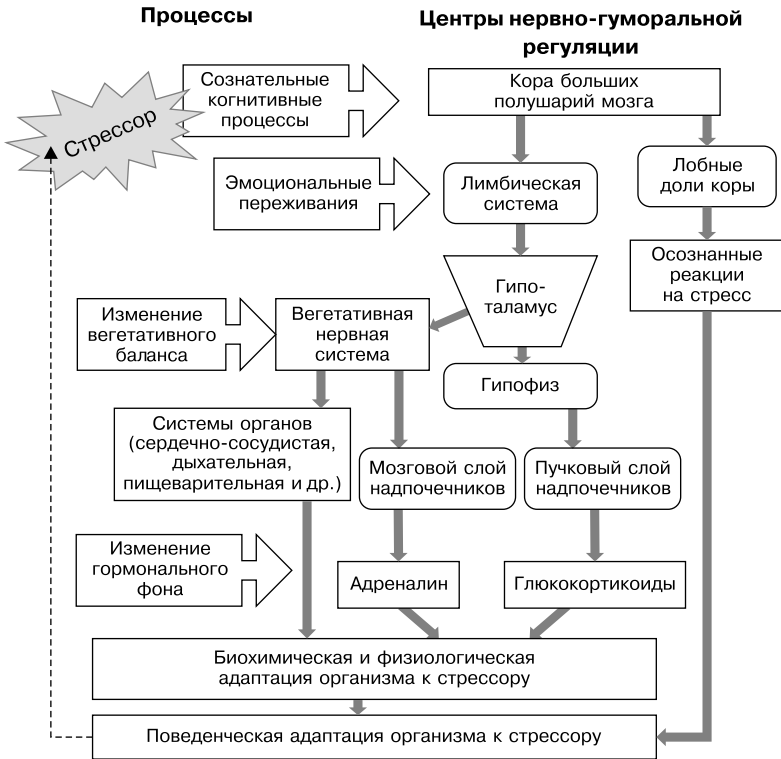 Процессы
Центры нервно-гуморальной
регуляции
Стрессор
Сознательные
когнитивные
процессы
Кора больших
полушарий мозга
Эмоциональные
переживания
Лимбическая
система
Лобные
доли коры
Гипо-
таламус
Осознанные
реакции
на стресс
Изменение
вегетативного
баланса
Вегетативная
нервная
система
Гипофиз
Системы органов
(сердечно-сосудистая,
дыхательная,
пищеварительная и др.)
Мозговой слой
надпочечников
Пучковый слой
надпочечников
Изменение
гормонального
фона
Адреналин
Глюкокортикоиды
Биохимическая и физиологическая
адаптация организма к стрессору
Поведенческая адаптация организма к стрессору